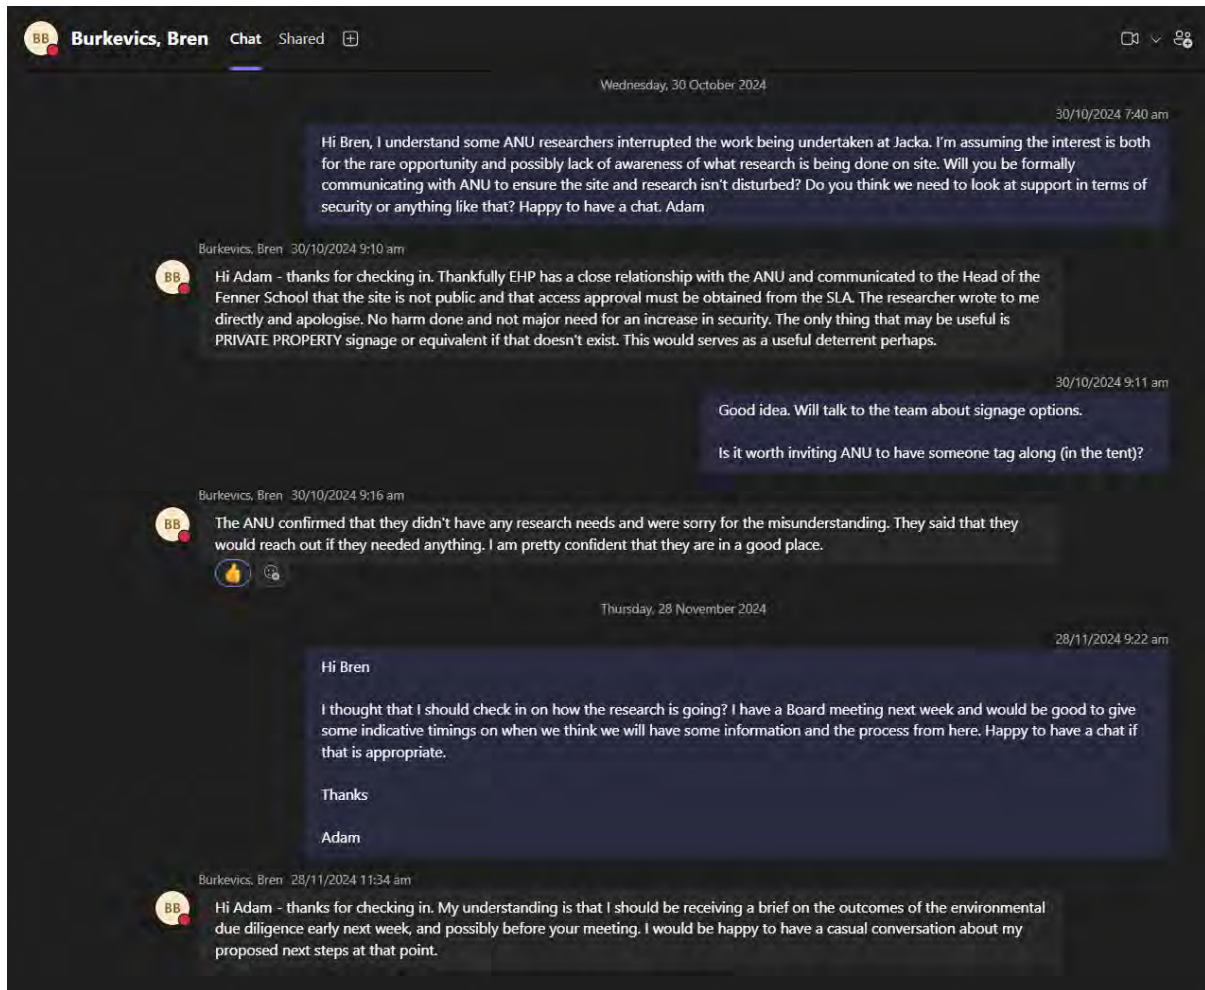 BB
Burkevics, Bren Chat Shared
Wednesday, 30 October 2024
30/10/2024 7:40 am
Hi Bren, I understand some ANU researchers interrupted the work being undertaken at Jacka. I'm assuming the interest is both
for the rare opportunity and possibly lack of awareness of what research is being done on site. Will you be formally
communicating with ANU to ensure the site and research isn't disturbed? Do you think we need to look at support in terms of
security or anything like that? Happy to have a chat. Adam
Burkevics, Bren 30/10/2024 9:10 am
BB
Hi Adam - thanks for checking in. Thankfully EHP has a close relationship with the ANU and communicated to the Head of the
Fenner School that the site is not public and that access approval must be obtained from the SLA. The researcher wrote to me
directly and apologise. No harm done and not major need for an increase in security. The only thing that may be useful is
PRIVATE PROPERTY signage or equivalent if that doesn't exist. This would serves as a useful deterrent perhaps.
30/10/2024 9:11 am
Good idea. Will talk to the team about signage options.
Is it worth inviting ANU to have someone tag along (in the tent)?
Burkevics, Bren 30/10/2024 9:16 am
BB
The ANU confirmed that they didn't have any research needs and were sorry for the misunderstanding. They said that they
would reach out if they needed anything. I am pretty confident that they are in a good place.
Thursday, 28 November 2024
28/11/2024 9:22 am
Hi Bren
I thought that I should check in on how the research is going? I have a Board meeting next week and would be good to give
some indicative timings on when we think we will have some information and the process from here. Happy to have a chat if
that is appropriate.
Thanks
Adam
Burkevics, Bren 28/11/2024 11:34 am
BB
Hi Adam - thanks for checking in. My understanding is that I should be receiving a brief on the outcomes of the environmental
due diligence early next week, and possibly before your meeting. I would be happy to have a casual conversation about my
proposed next steps at that point.